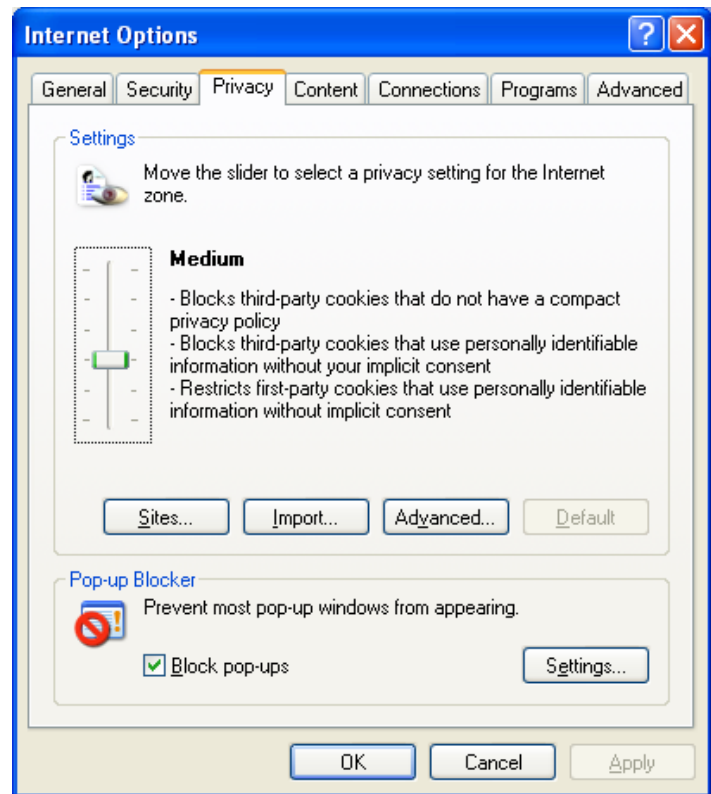 Internet Options
General Security Privacy Content Connections Programs Advanced
Settings
Move the slider to select a privacy setting for the Internet
zone.
Medium
- Blocks third-party cookies that do not have a compact
privacy policy
- Blocks third-party cookies that use personally identifiable
information without your implicit consent
- Restricts first-party cookies that use personally identifiable
information without implicit consent
Sites... Import... Advanced... Default
Pop-up Blocker
Prevent most pop-up windows from appearing.
Block pop-ups Settings...
OK Cancel Apply